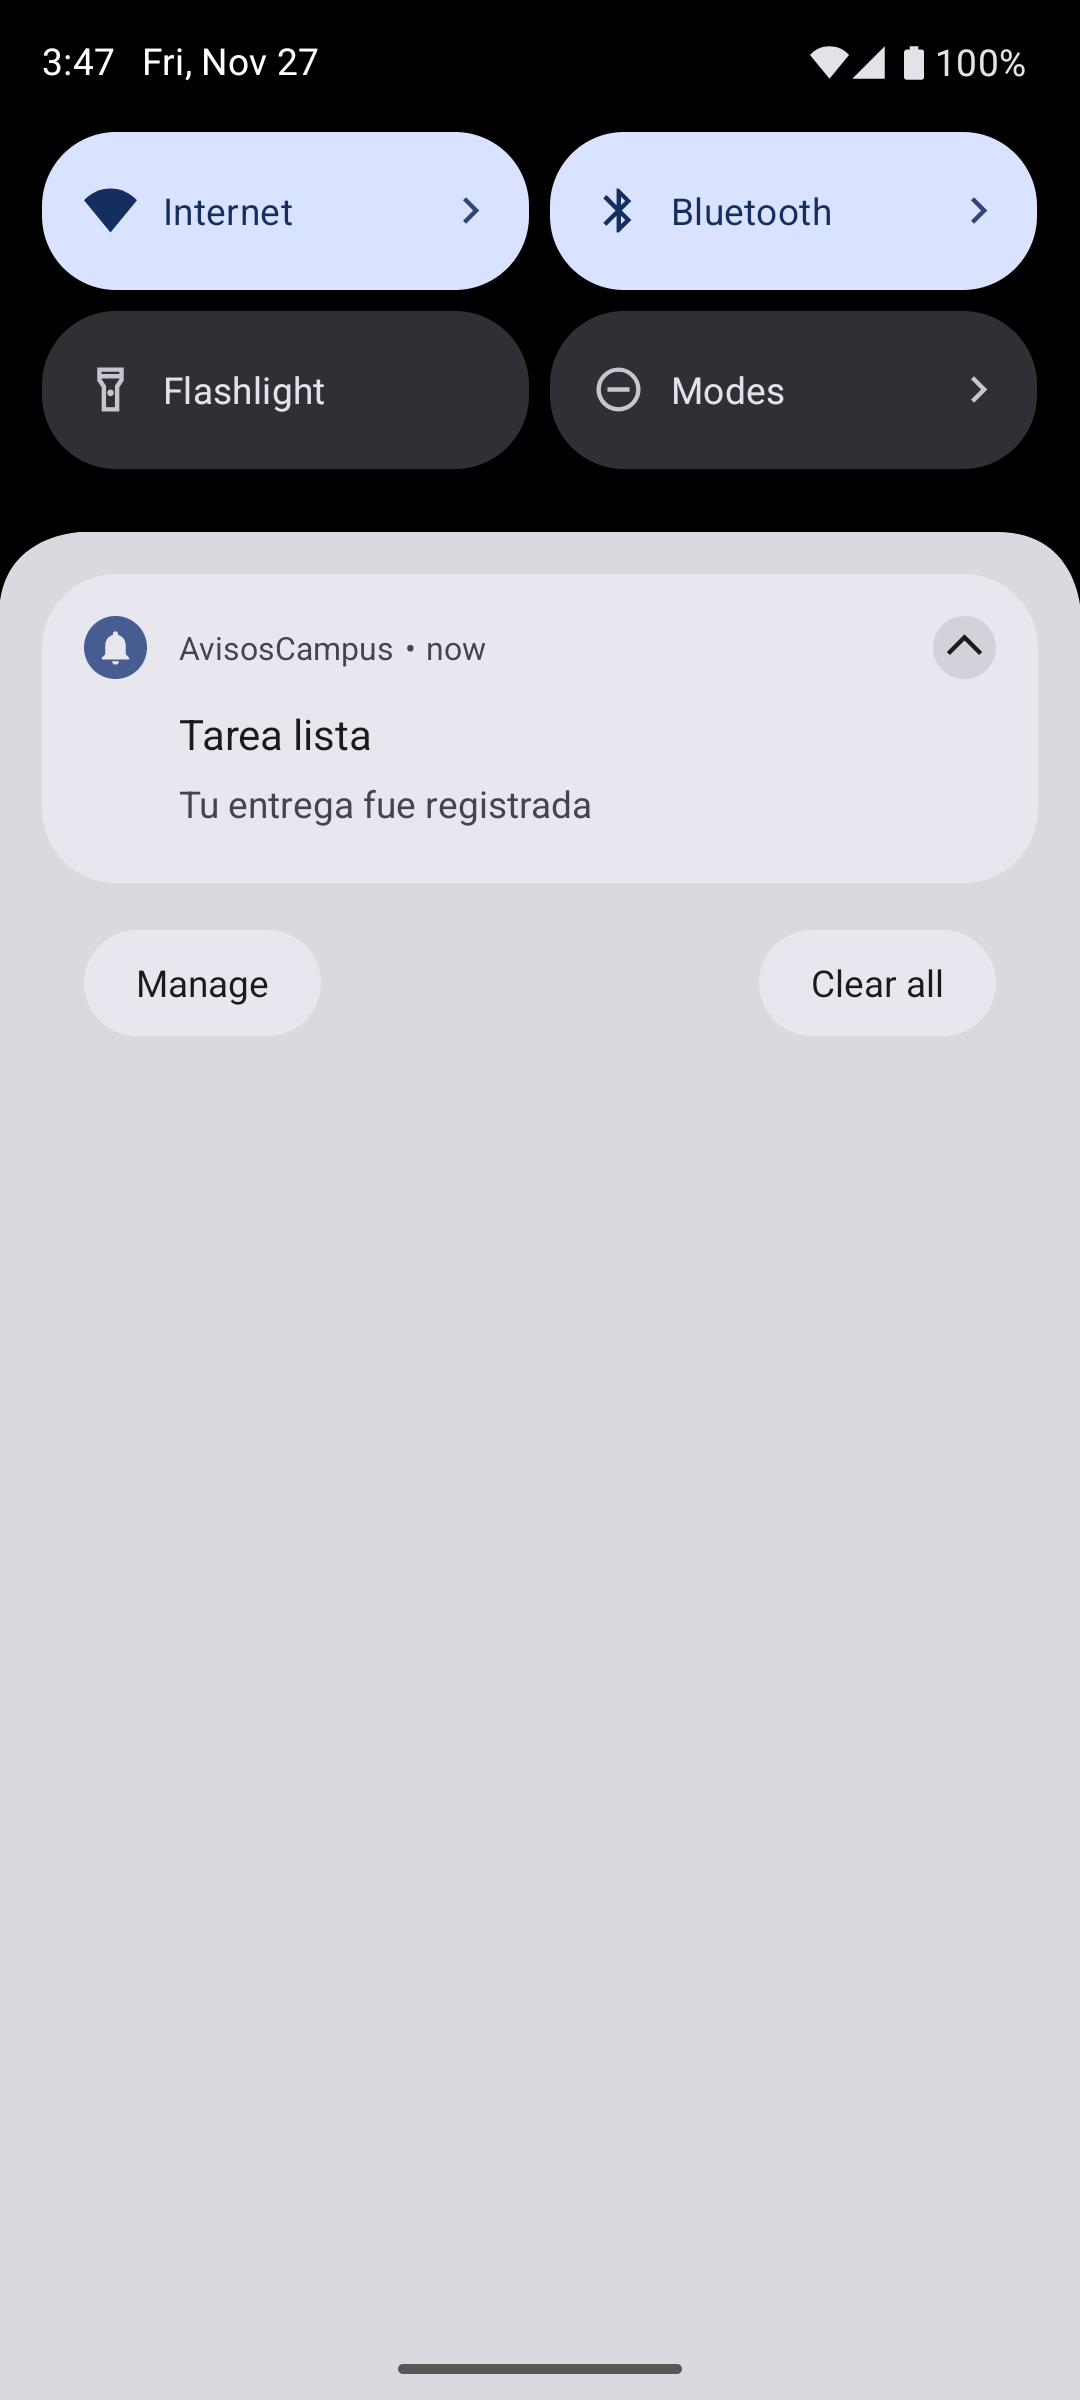 3:47 Fri, Nov 27 100%
Internet
Bluetooth
Flashlight
Modes
AvisosCampus • now
Tarea lista
Tu entrega fue registrada
Manage
Clear all